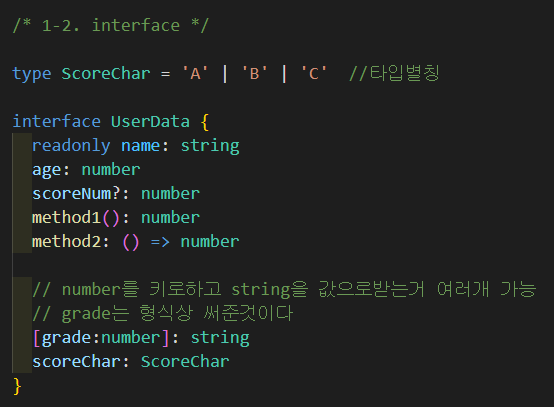 /* 1-2. interface */
type ScoreChar = 'A' | 'B' | 'C'  //타입별칭
interface UserData {
  readonly name: string
  age: number
  scoreNum?: number
  method1(): number
  method2: () => number
  // number를 키로하고 string을 값으로받는거 여러개 가능
  // grade는 형식상 써준것이다
  [grade:number]: string
  scoreChar: ScoreChar
}